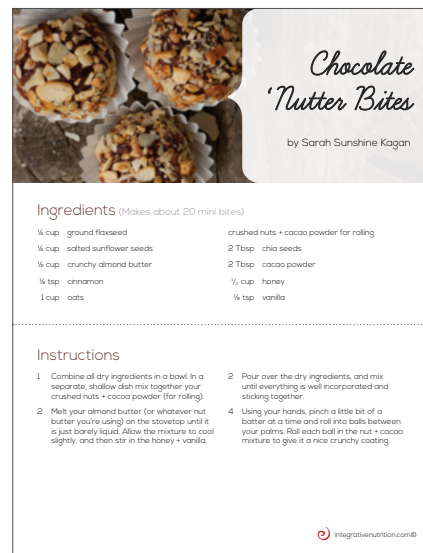 Chocolate
‘Nutter Bites
by Sarah Sunshine Kagan
Ingredients (Makes about 20 mini bites)
¼ cup ground flaxseed
¼ cup salted sunflower seeds
½ cup crunchy almond butter
¼ tsp cinnamon
1 cup oats
crushed nuts + cacao powder for rolling
2 Tbsp chia seeds
2 Tbsp cacao powder
⅓ cup honey
½ tsp vanilla
Instructions
1 Combine all dry ingredients in a bowl. In a
separate, shallow dish mix together your
crushed nuts + cocoa powder (for rolling).
2 Melt your almond butter (or whatever nut
butter you're using) on the stovetop until it
is just barely liquid. Allow the mixture to cool
slightly, and then stir in the honey + vanilla.
2 Pour over the dry ingredients, and mix
until everything is well incorporated and
sticking together.
4 Using your hands, pinch a little bit of a
batter at a time and roll into balls between
your palms. Roll each ball in the nut + cacao
mixture to give it a nice crunchy coating.
integrativenutrition.com©